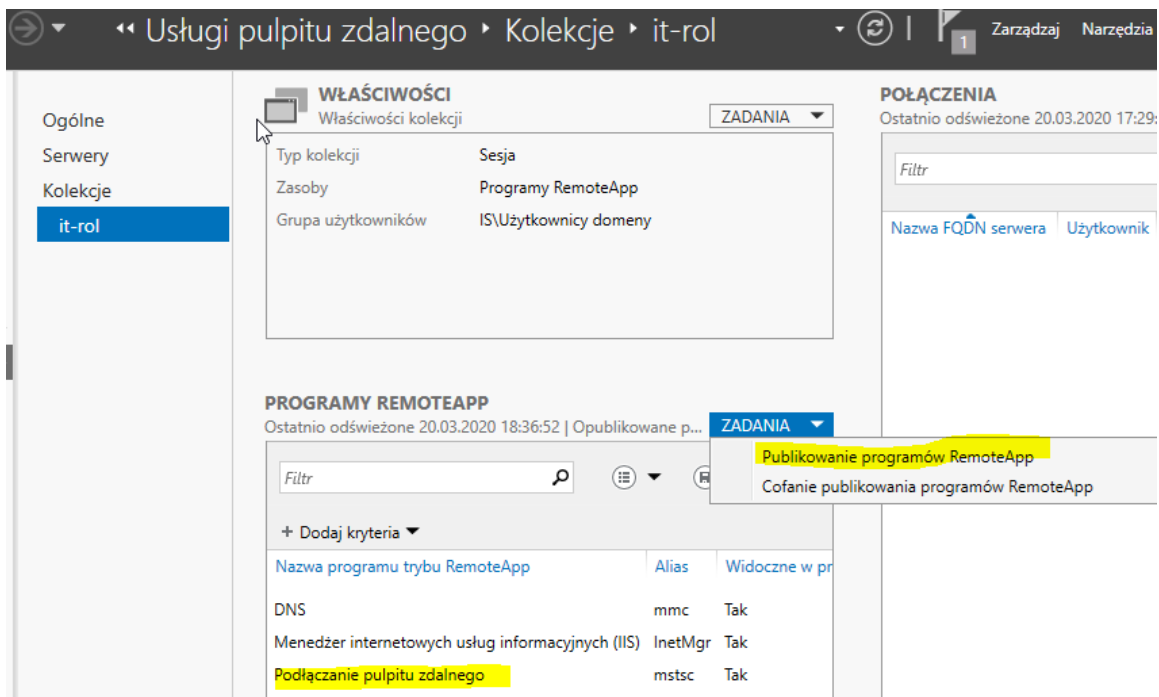 Usługi pulpitu zdalnego Kolekcje it-rol
1 Zarządzaj Narzędzia
Ogólne
Serwery
Kolekcje
it-rol
WŁAŚCIWOŚCI
Właściwości kolekcji
ZADANIA
Typ kolekcji Sesja
Zasoby Programy RemoteApp
Grupa użytkowników IS\Użytkownicy domeny
POŁĄCZENIA
Ostatnio odświeżone 20.03.2020 17:29:
Filtr
Nazwa FQDN serwera Użytkownik
PROGRAMY REMOTEAPP
Ostatnio odświeżone 20.03.2020 18:36:52 | Opublikowane p...
ZADANIA
Publikowanie programów RemoteApp
Cofanie publikowania programów RemoteApp
Filtr
+ Dodaj kryteria
Nazwa programu trybu RemoteApp Alias Widoczne w pr
DNS mmc Tak
Menedżer internetowych usług informacyjnych (IIS) InetMgr Tak
Podłączanie pulpitu zdalnego mstsc Tak